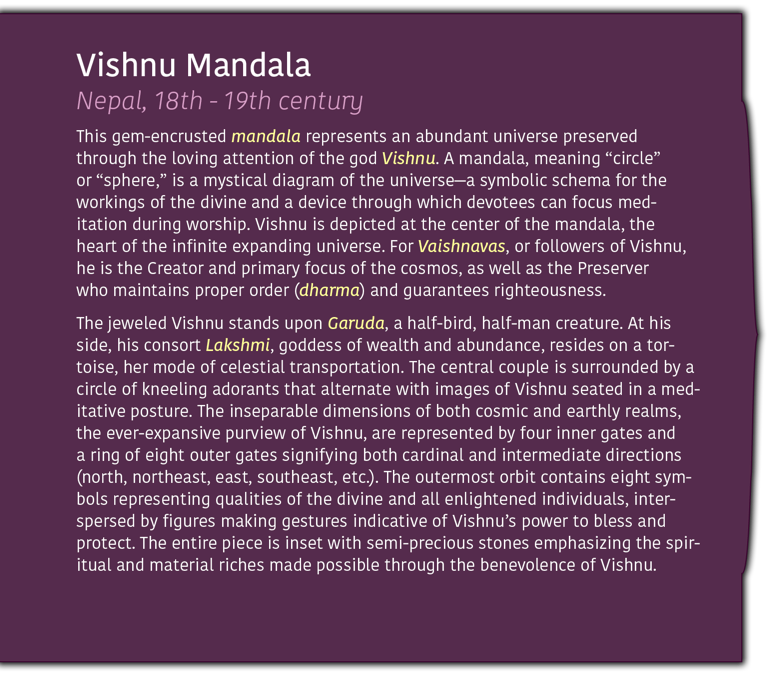 Vishnu Mandala
Nepal, 18th - 19th century
This gem-encrusted mandala represents an abundant universe preserved
through the loving attention of the god Vishnu. A mandala, meaning “circle”
or “sphere,” is a mystical diagram of the universe—a symbolic schema for the
workings of the divine and a device through which devotees can focus med-
itation during worship. Vishnu is depicted at the center of the mandala, the
heart of the infinite expanding universe. For Vaishnavas, or followers of Vishnu,
he is the Creator and primary focus of the cosmos, as well as the Preserver
who maintains proper order (dharma) and guarantees righteousness.
The jeweled Vishnu stands upon Garuda, a half-bird, half-man creature. At his
side, his consort Lakshmi, goddess of wealth and abundance, resides on a tor-
toise, her mode of celestial transportation. The central couple is surrounded by a
circle of kneeling adorants that alternate with images of Vishnu seated in a med-
itative posture. The inseparable dimensions of both cosmic and earthly realms,
the ever-expansive purview of Vishnu, are represented by four inner gates and
a ring of eight outer gates signifying both cardinal and intermediate directions
(north, northeast, east, southeast, etc.). The outermost orbit contains eight sym-
bols representing qualities of the divine and all enlightened individuals, inter-
spersed by figures making gestures indicative of Vishnu’s power to bless and
protect. The entire piece is inset with semi-precious stones emphasizing the spir-
itual and material riches made possible through the benevolence of Vishnu.